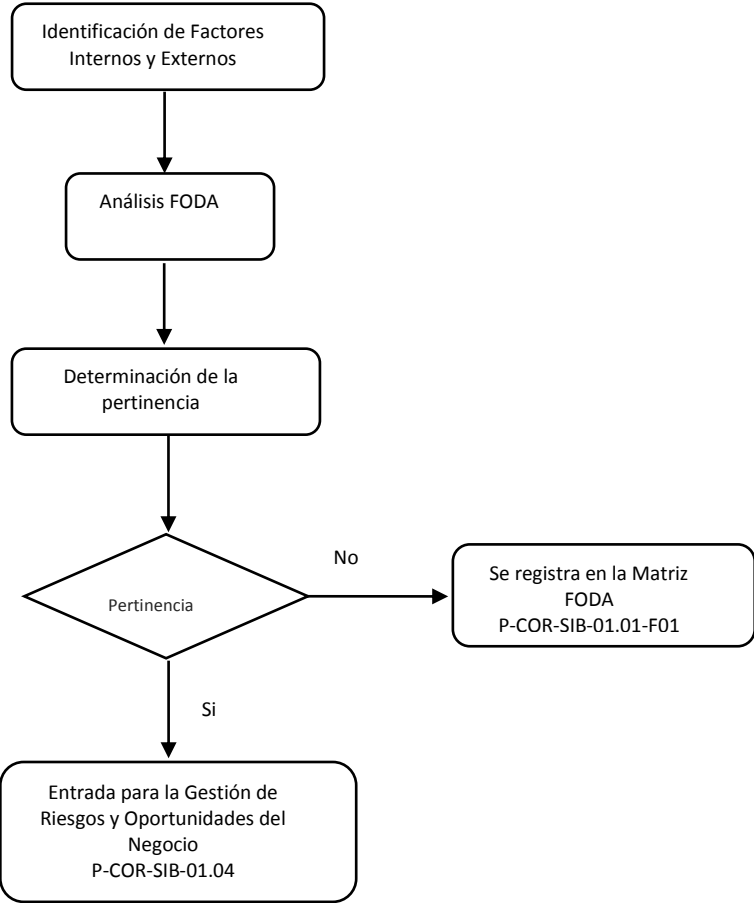 Identificación de Factores
Internos y Externos
Análisis FODA
Determinación de la
pertinencia
Pertinencia
No
Se registra en la Matriz
FODA
P-COR-SIB-01.01-F01
Si
Entrada para la Gestión de
Riesgos y Oportunidades del
Negocio
P-COR-SIB-01.04